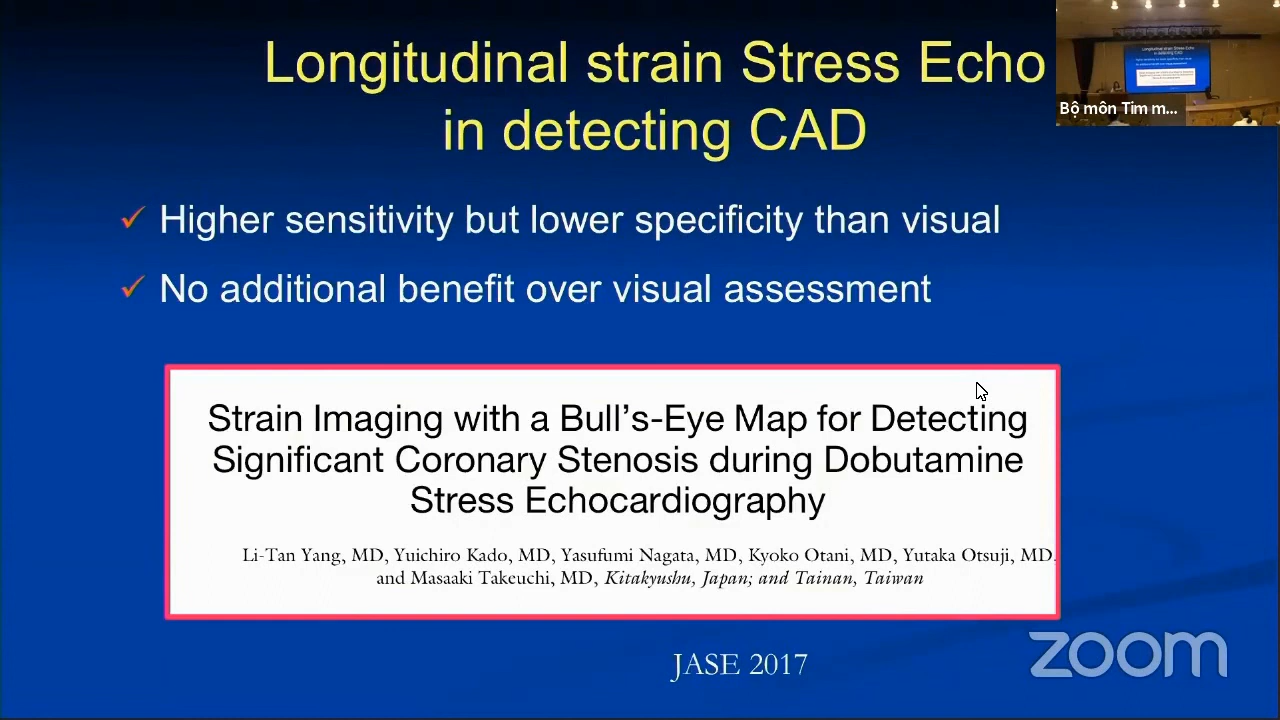 Longitudinal strain Stress Echo
in detecting CAD
Bộ môn Tim m...
✓ Higher sensitivity but lower specificity than visual
✓ No additional benefit over visual assessment
Strain Imaging with a Bull's-Eye Map for Detecting
Significant Coronary Stenosis during Dobutamine
Stress Echocardiography
Li-Tan Yang, MD, Yuichiro Kado, MD, Yasufumi Nagata, MD, Kyoko Otani, MD, Yutaka Otsuji, MD,
and Masaaki Takeuchi, MD, Kitakyushu, Japan; and Tainan, Taiwan
JASE 2017
zoom